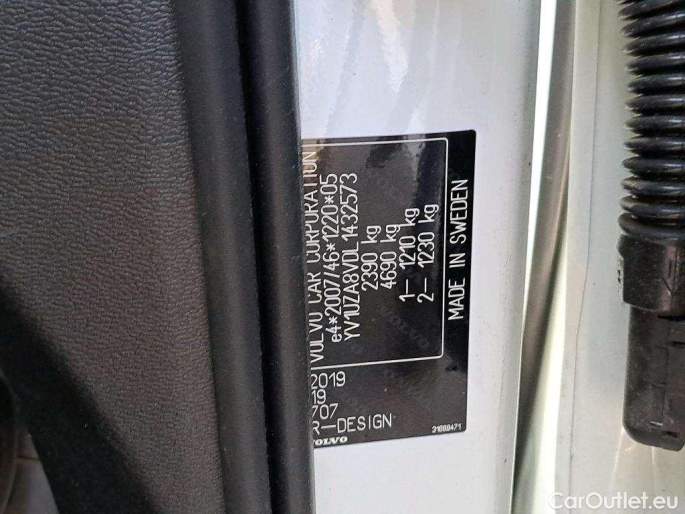 VOLVO CAR CORPORATION
e4*2007/46*1220*05
YV1UZA8VDL1432573
2390 kg
4690 kg
1– 1210 kg
2– 1230 kg
MADE IN SWEDEN
2019
19
707
R-DESIGN
VOLVO
31688471
CarOutlet.eu